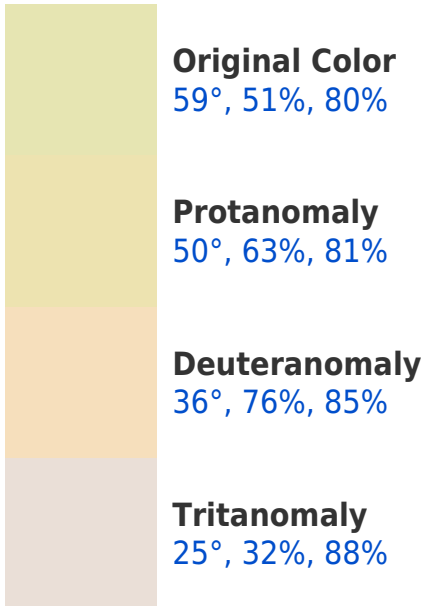 Original Color
59°, 51%, 80%
Protanomaly
50°, 63%, 81%
Deuteranomaly
36°, 76%, 85%
Tritanomaly
25°, 32%, 88%